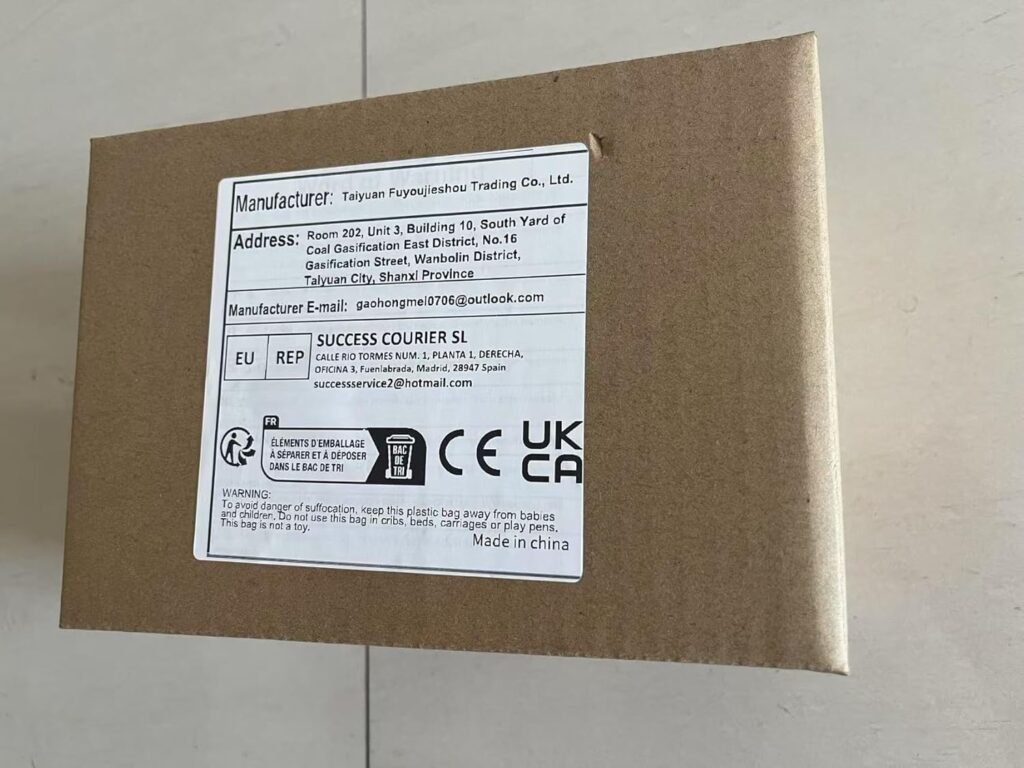 Manufacturer: Taiyuan Fuyoujieshou Trading Co., Ltd.
Address: Room 202, Unit 3, Building 10, South Yard of
Coal Gasification East District, No.16
Gasification Street, Wanbolin District,
Taiyuan City, Shanxi Province
Manufacturer E-mail: gaohongmei0706@outlook.com
EU REP
SUCCESS COURIER SL
CALLE RIO TORMES NUM. 1, PLANTA 1, DERECHA,
OFICINA 3, Fuenlabrada, Madrid, 28947 Spain
successservice2@hotmail.com
FR
ÉLÉMENTS D'EMBALLAGE
À SÉPARER ET À DÉPOSER
DANS LE BAC DE TRI
BAC
DE
TRI
CE
UK
CA
WARNING:
To avoid danger of suffocation, keep this plastic bag away from babies
and children. Do not use this bag in cribs, beds, carriages or play pens.
This bag is not a toy.
Made in china